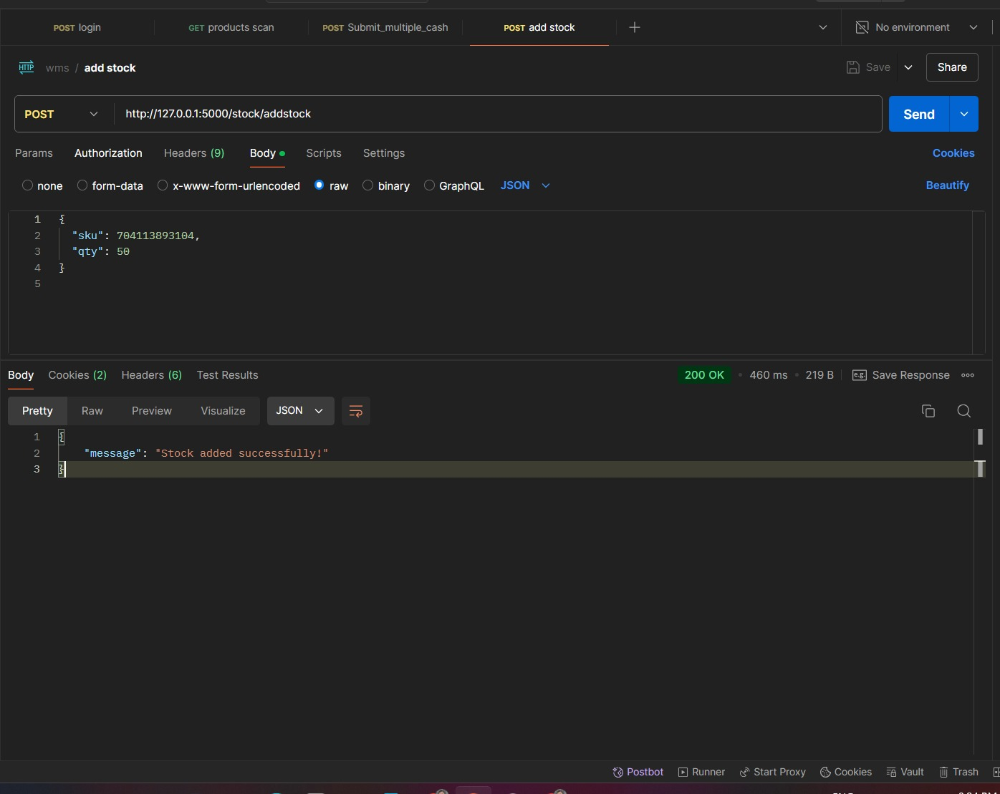 POST login
GET products scan
POST Submit_multiple_cash
POST add stock
No environment
HTTP wms / add stock
Save
Share
POST
http://127.0.0.1:5000/stock/addstock
Send
Params Authorization Headers (9) Body Scripts Settings
Cookies
none form-data x-www-form-urlencoded raw binary GraphQL JSON
Beautify
1 {
2 "sku": 704113893104,
3 "qty": 50
4 }
5
Body Cookies (2) Headers (6) Test Results
200 OK • 460 ms • 219 B e.g. Save Response
Pretty Raw Preview Visualize JSON
1 {
2 "message": "Stock added successfully!"
3 }
Postbot Runner Start Proxy Cookies Vault Trash